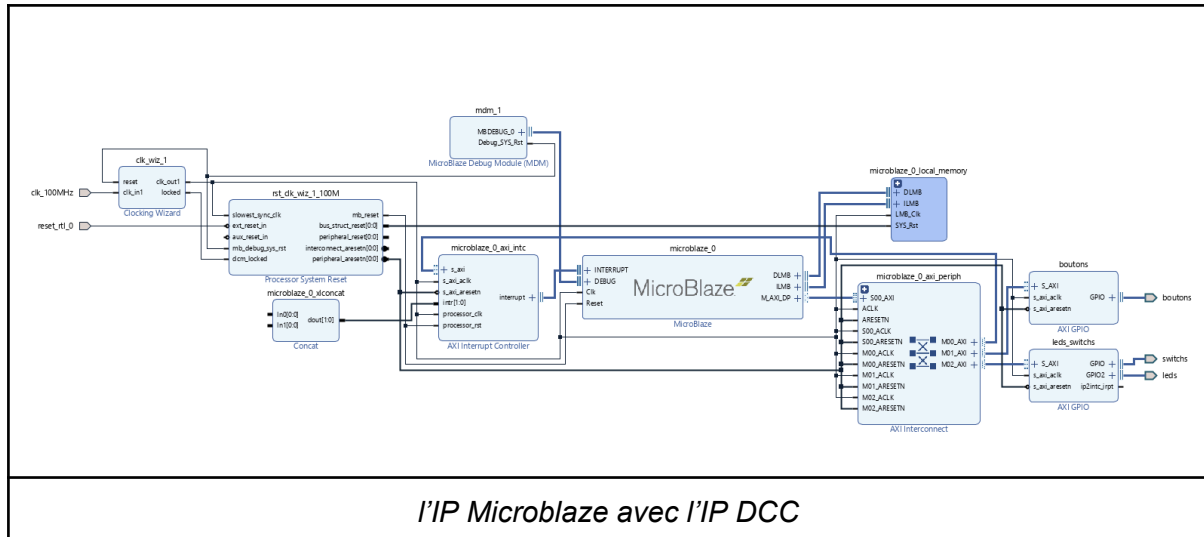 mdm_1
MBDEBUG_0
Debug_SYS_Rst
MicroBlaze Debug Module (MDM)
clk_wiz_1
reset clk_out1
clk_in1 locked
Clocking Wizard
clk_100MHz
reset_rtl_0
rst_clk_wiz_1_100M
slowest_sync_clk mb_reset
ext_reset_in bus_struct_reset[0:0]
aux_reset_in peripheral_reset[0:0]
mb_debug_sys_rst interconnect_aresetn[0:0]
dcm_locked peripheral_aresetn[0:0]
Processor System Reset
microblaze_0_xlconcat
In0[0:0]
In1[0:0]
dout[1:0]
Concat
microblaze_0_axi_intc
s_axi
s_axi_aclk
s_axi_aresetn
intr[1:0]
processor_clk
processor_rst
interrupt
AXI Interrupt Controller
microblaze_0
INTERRUPT
DEBUG
Clk
Reset
MicroBlaze
DLMB
ILMB
M_AXI_DP
MicroBlaze
microblaze_0_local_memory
DLMB
ILMB
LMB_Clk
SYS_Rst
microblaze_0_axi_periph
S00_AXI
ACLK
ARESETN
S00_ACLK
S00_ARESETN
M00_ACLK
M00_ARESETN
M01_ACLK
M01_ARESETN
M02_ACLK
M02_ARESETN
M00_AXI
M01_AXI
M02_AXI
AXI Interconnect
boutons
S_AXI
s_axi_aclk
s_axi_aresetn
GPIO
AXI GPIO
boutons
leds_switchs
S_AXI
s_axi_aclk
s_axi_aresetn
GPIO
GPIO2
ip2intc_irpt
AXI GPIO
switchs
leds
l'IP Microblaze avec l'IP DCC